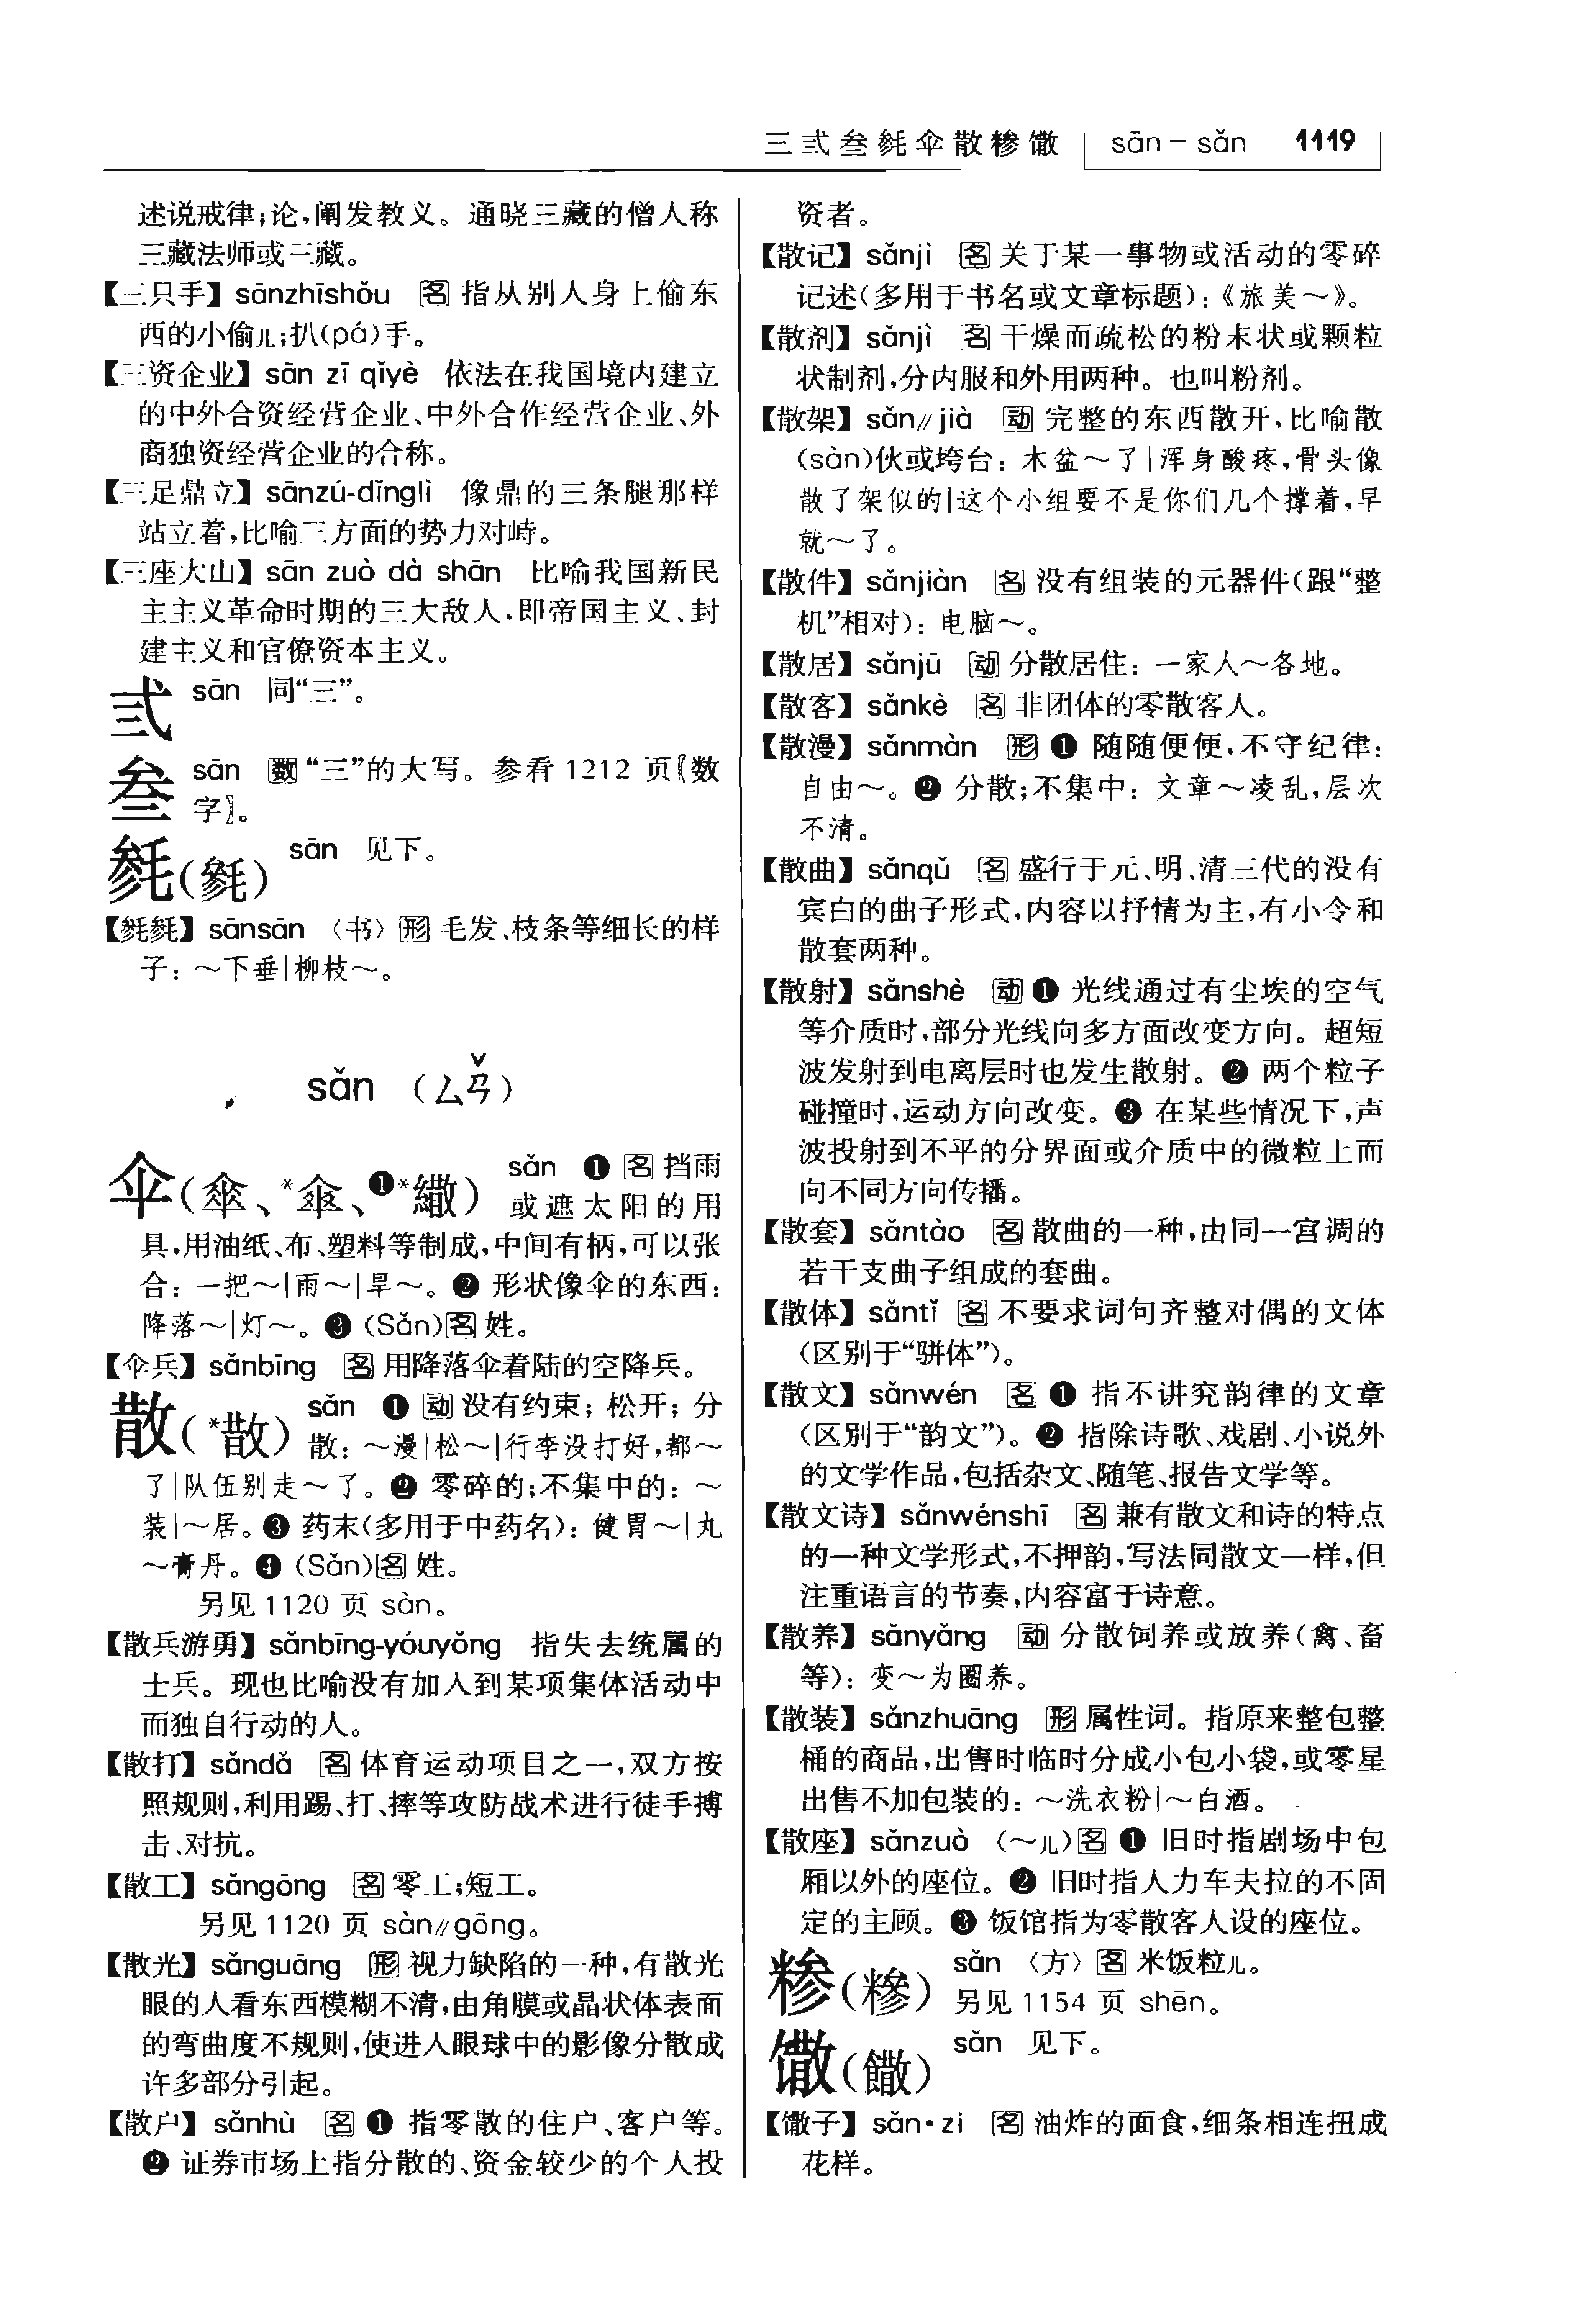 三弎叁毵伞散糁馓 sān－sǎn 1119
述说戒律；论，阐发教义。通晓三藏的僧人称
三藏法师或三藏。
【三只手】sānzhīshǒu 名 指从别人身上偷东
西的小偷儿；扒(pá)手。
【三资企业】sān zī qǐyè 依法在我国境内建立
的中外合资经营企业、中外合作经营企业、外
商独资经营企业的合称。
【三足鼎立】sānzú-dǐnglì 像鼎的三条腿那样
站立着，比喻三方面的势力对峙。
【三座大山】sān zuò dà shān 比喻我国新民
主主义革命时期的三大敌人，即帝国主义、封
建主义和官僚资本主义。
弎 sān 同“三”。
叁 sān 数 “三”的大写。参看 1212 页〖数
字〗。
毵(毿) sān 见下。
【毵毵】sānsān 〈书〉形 毛发、枝条等细长的样
子：～下垂|柳枝～。
sǎn (ㄙㄢˇ)
伞(傘、*傘、❶*繖) sǎn ❶ 名 挡雨
或遮太阳的用
具，用油纸、布、塑料等制成，中间有柄，可以张
合：一把～|雨～|旱～。❷ 形状像伞的东西：
降落～|灯～。❸ (Sǎn)名 姓。
【伞兵】sǎnbīng 名 用降落伞着陆的空降兵。
散(*散) sǎn ❶ 动 没有约束；松开；分
散：～漫|松～|行李没打好，都～
了|队伍别走～了。❷ 零碎的；不集中的：～
装|～居。❸ 药末(多用于中药名)：健胃～|丸
～膏丹。❹ (Sǎn)名 姓。
另见 1120 页 sàn。
【散兵游勇】sǎnbīng-yóuyǒng 指失去统属的
士兵。现也比喻没有加入到某项集体活动中
而独自行动的人。
【散打】sǎndǎ 名 体育运动项目之一，双方按
照规则，利用踢、打、摔等攻防战术进行徒手搏
击、对抗。
【散工】sǎngōng 名 零工；短工。
另见 1120 页 sàn∥gōng。
【散光】sǎnguāng 形 视力缺陷的一种，有散光
眼的人看东西模糊不清，由角膜或晶状体表面
的弯曲度不规则，使进入眼球中的影像分散成
许多部分引起。
【散户】sǎnhù 名 ❶ 指零散的住户、客户等。
❷ 证券市场上指分散的、资金较少的个人投
资者。
【散记】sǎnjì 名 关于某一事物或活动的零碎
记述(多用于书名或文章标题)：《旅美～》。
【散剂】sǎnjì 名 干燥而疏松的粉末状或颗粒
状制剂，分内服和外用两种。也叫粉剂。
【散架】sǎn∥jià 动 完整的东西散开，比喻散
(sàn)伙或垮台：木盆～了|浑身酸疼，骨头像
散了架似的|这个小组要不是你们几个撑着，早
就～了。
【散件】sǎnjiàn 名 没有组装的元器件(跟“整
机”相对)：电脑～。
【散居】sǎnjū 动 分散居住：一家人～各地。
【散客】sǎnkè 名 非团体的零散客人。
【散漫】sǎnmàn 形 ❶ 随随便便，不守纪律：
自由～。❷ 分散；不集中：文章～凌乱，层次
不清。
【散曲】sǎnqǔ 名 盛行于元、明、清三代的没有
宾白的曲子形式，内容以抒情为主，有小令和
散套两种。
【散射】sǎnshè 动 ❶ 光线通过有尘埃的空气
等介质时，部分光线向多方面改变方向。超短
波发射到电离层时也发生散射。❷ 两个粒子
碰撞时，运动方向改变。❸ 在某些情况下，声
波投射到不平的分界面或介质中的微粒上而
向不同方向传播。
【散套】sǎntào 名 散曲的一种，由同一宫调的
若干支曲子组成的套曲。
【散体】sǎntǐ 名 不要求词句齐整对偶的文体
(区别于“骈体”)。
【散文】sǎnwén 名 ❶ 指不讲究韵律的文章
(区别于“韵文”)。❷ 指除诗歌、戏剧、小说外
的文学作品，包括杂文、随笔、报告文学等。
【散文诗】sǎnwénshī 名 兼有散文和诗的特点
的一种文学形式，不押韵，写法同散文一样，但
注重语言的节奏，内容富于诗意。
【散养】sǎnyǎng 动 分散饲养或放养(禽、畜
等)：变～为圈养。
【散装】sǎnzhuāng 形 属性词。指原来整包整
桶的商品，出售时临时分成小包小袋，或零星
出售不加包装的：～洗衣粉|～白酒。
【散座】sǎnzuò (～儿)名 ❶ 旧时指剧场中包
厢以外的座位。❷ 旧时指人力车夫拉的不固
定的主顾。❸ 饭馆指为零散客人设的座位。
糁(糝) sǎn 〈方〉名 米饭粒儿。
另见 1154 页 shēn。
馓(饊) sǎn 见下。
【馓子】sǎn·zi 名 油炸的面食，细条相连扭成
花样。